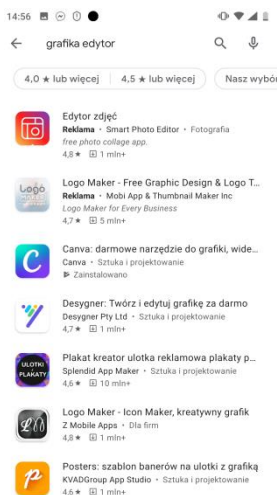 14:56
grafika edytor
4,0 ★ lub więcej
4,5 ★ lub więcej
Nasz wybór
Edytor zdjęć
Reklama • Smart Photo Editor • Fotografia
free photo collage app.
4,8 ★ 1 mln+
Logo Maker - Free Graphic Design & Logo T...
Reklama • Mobi App & Thumbnail Maker Inc
Logo Maker for Every Business
4,7 ★ 5 mln+
Canva: darmowe narzędzie do grafiki, wide...
Canva • Sztuka i projektowanie
Zainstalowano
Desygner: Twórz i edytuj grafikę za darmo
Desygner Pty Ltd • Sztuka i projektowanie
4,7 ★ 1 mln+
ULOTKI
PLAKATY
Plakat kreator ulotka reklamowa plakaty p...
Splendid App Maker • Sztuka i projektowanie
4,6 ★ 10 mln+
Logo Maker - Icon Maker, kreatywny grafik
Z Mobile Apps • Dla firm
4,8 ★ 1 mln+
Posters: szablon banerów na ulotki z grafiką
KVADGroup App Studio • Sztuka i projektowanie
4,6 ★ 1 mln+